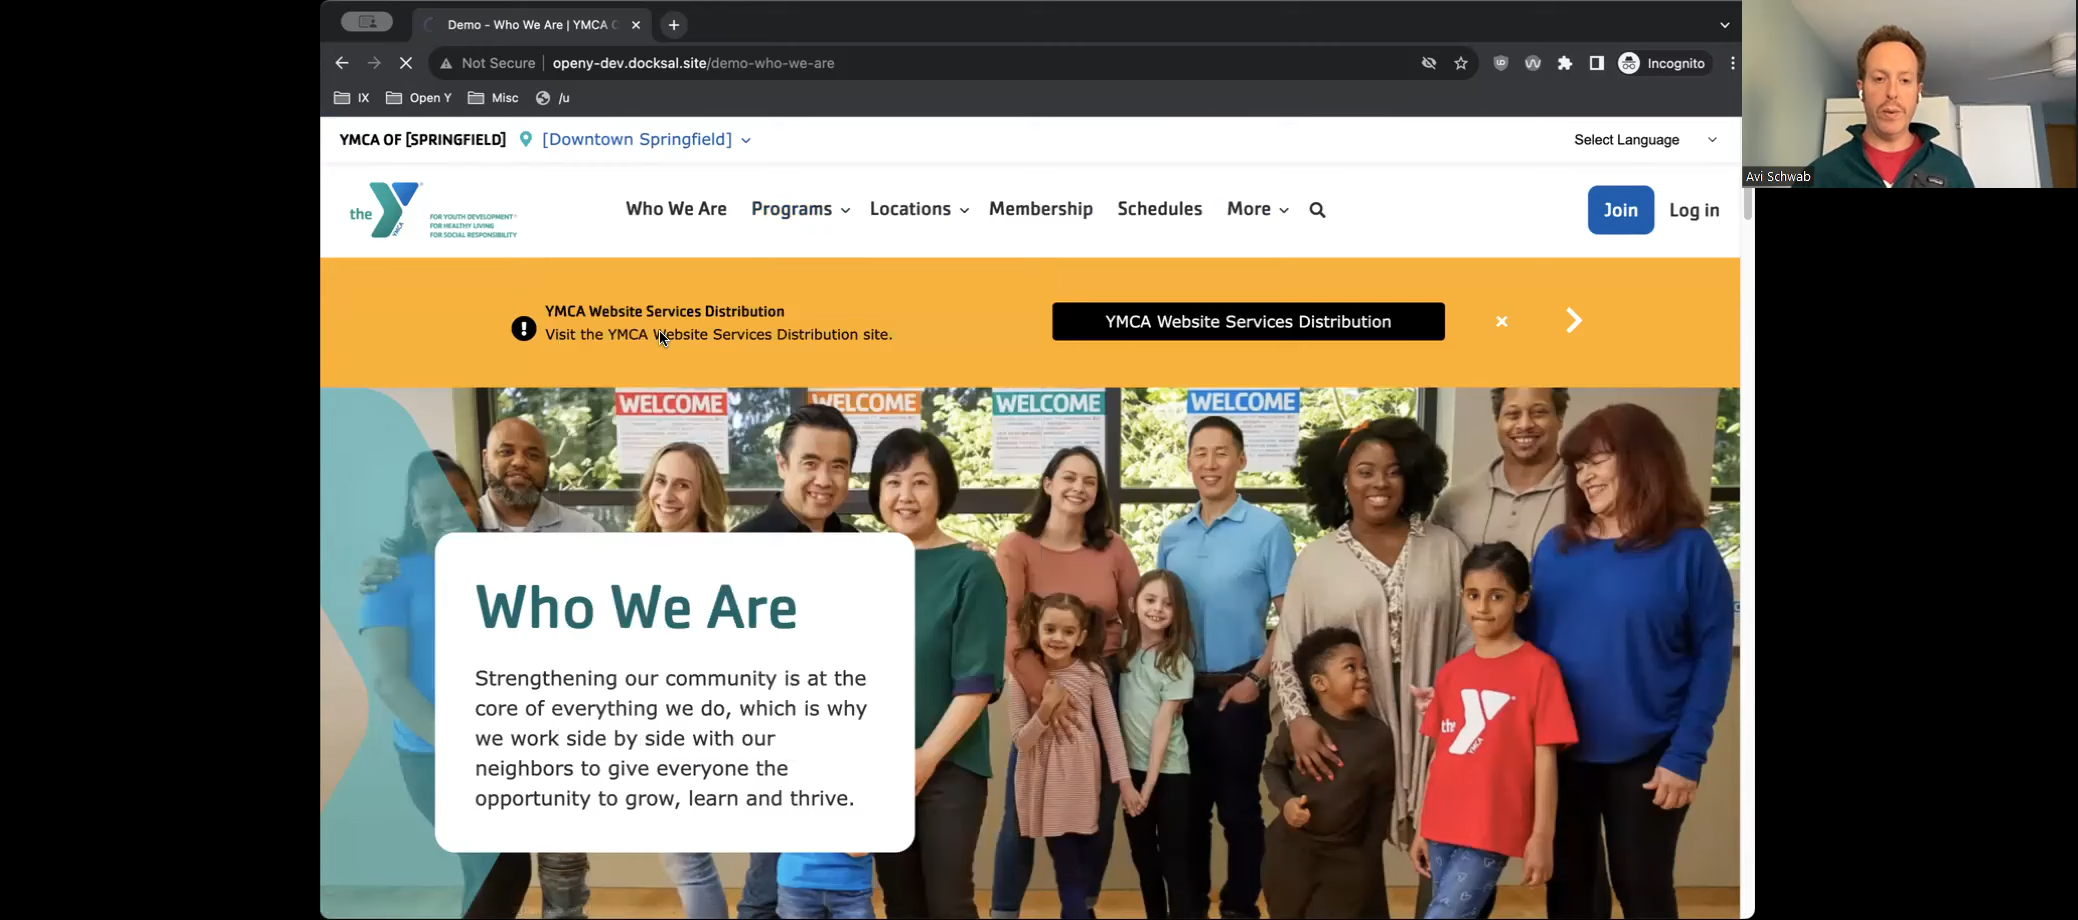 Demo - Who We Are | YMCA
Not Secure openy-dev.docksal.site/demo-who-we-are
Incognito
IX Open Y Misc /u
YMCA OF [SPRINGFIELD] [Downtown Springfield]
Select Language
Avi Schwab
the Y YMCA
FOR YOUTH DEVELOPMENT®
FOR HEALTHY LIVING
FOR SOCIAL RESPONSIBILITY
Who We Are Programs Locations Membership Schedules More
Join Log in
YMCA Website Services Distribution
Visit the YMCA Website Services Distribution site.
YMCA Website Services Distribution
WELCOME WELCOME WELCOME WELCOME
Who We Are
Strengthening our community is at the
core of everything we do, which is why
we work side by side with our
neighbors to give everyone the
opportunity to grow, learn and thrive.
the Y YMCA